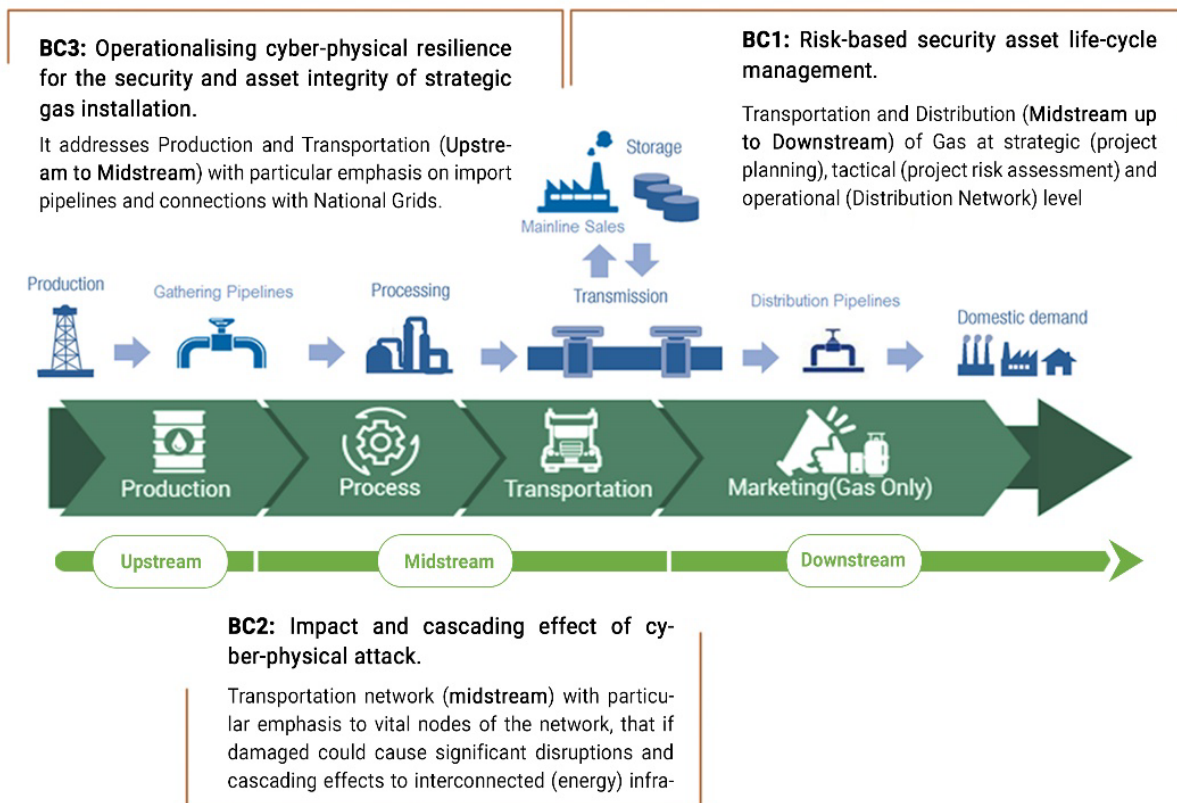 BC3: Operationalising cyber-physical resilience
for the security and asset integrity of strategic
gas installation.
It addresses Production and Transportation (Upstre-
am to Midstream) with particular emphasis on import
pipelines and connections with National Grids.
BC1: Risk-based security asset life-cycle
management.
Transportation and Distribution (Midstream up
to Downstream) of Gas at strategic (project
planning), tactical (project risk assessment) and
operational (Distribution Network) level
Storage
Mainline Sales
Production
Gathering Pipelines
Processing
Transmission
Distribution Pipelines
Domestic demand
Production
Process
Transportation
Marketing(Gas Only)
Upstream
Midstream
Downstream
BC2: Impact and cascading effect of cy-
ber-physical attack.
Transportation network (midstream) with particu-
lar emphasis to vital nodes of the network, that if
damaged could cause significant disruptions and
cascading effects to interconnected (energy) infra-